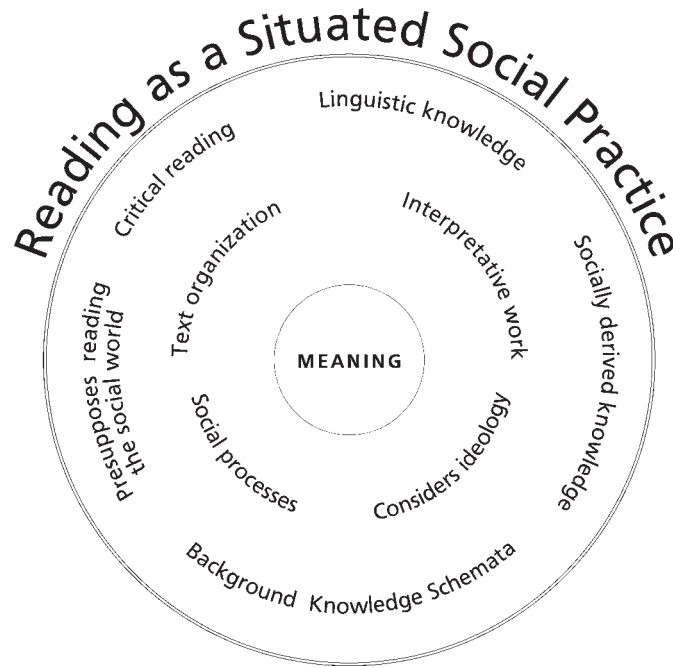 Reading as a Situated Social Practice
Linguistic knowledge
Critical reading
Interpretative work
Text organization
Socially derived knowledge
Presupposes reading
the social world
MEANING
Social processes
Considers ideology
Background Knowledge Schemata